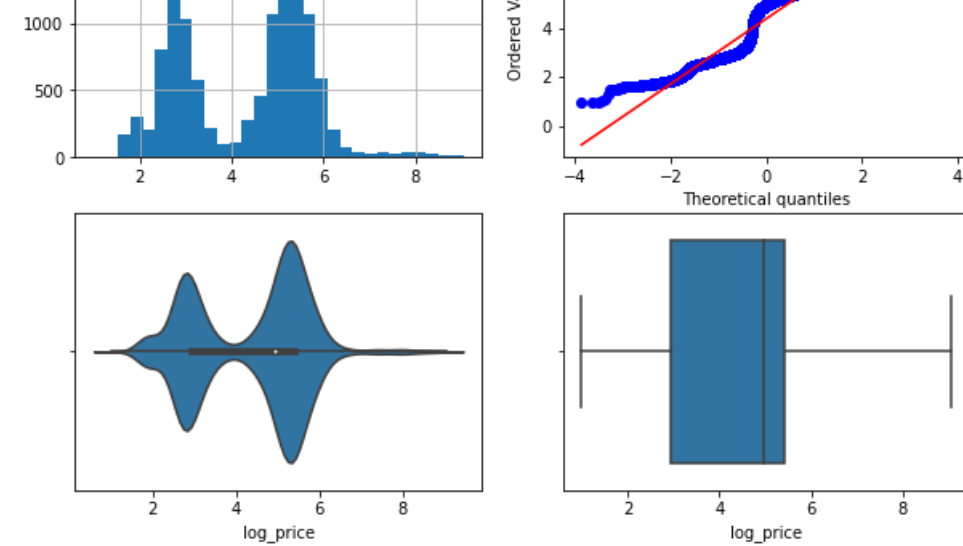 1000
500
0
2 4 6 8
Ordered V
4
2
0
−4 −2 0 2 4
Theoretical quantiles
2 4 6 8
log_price
2 4 6 8
log_price